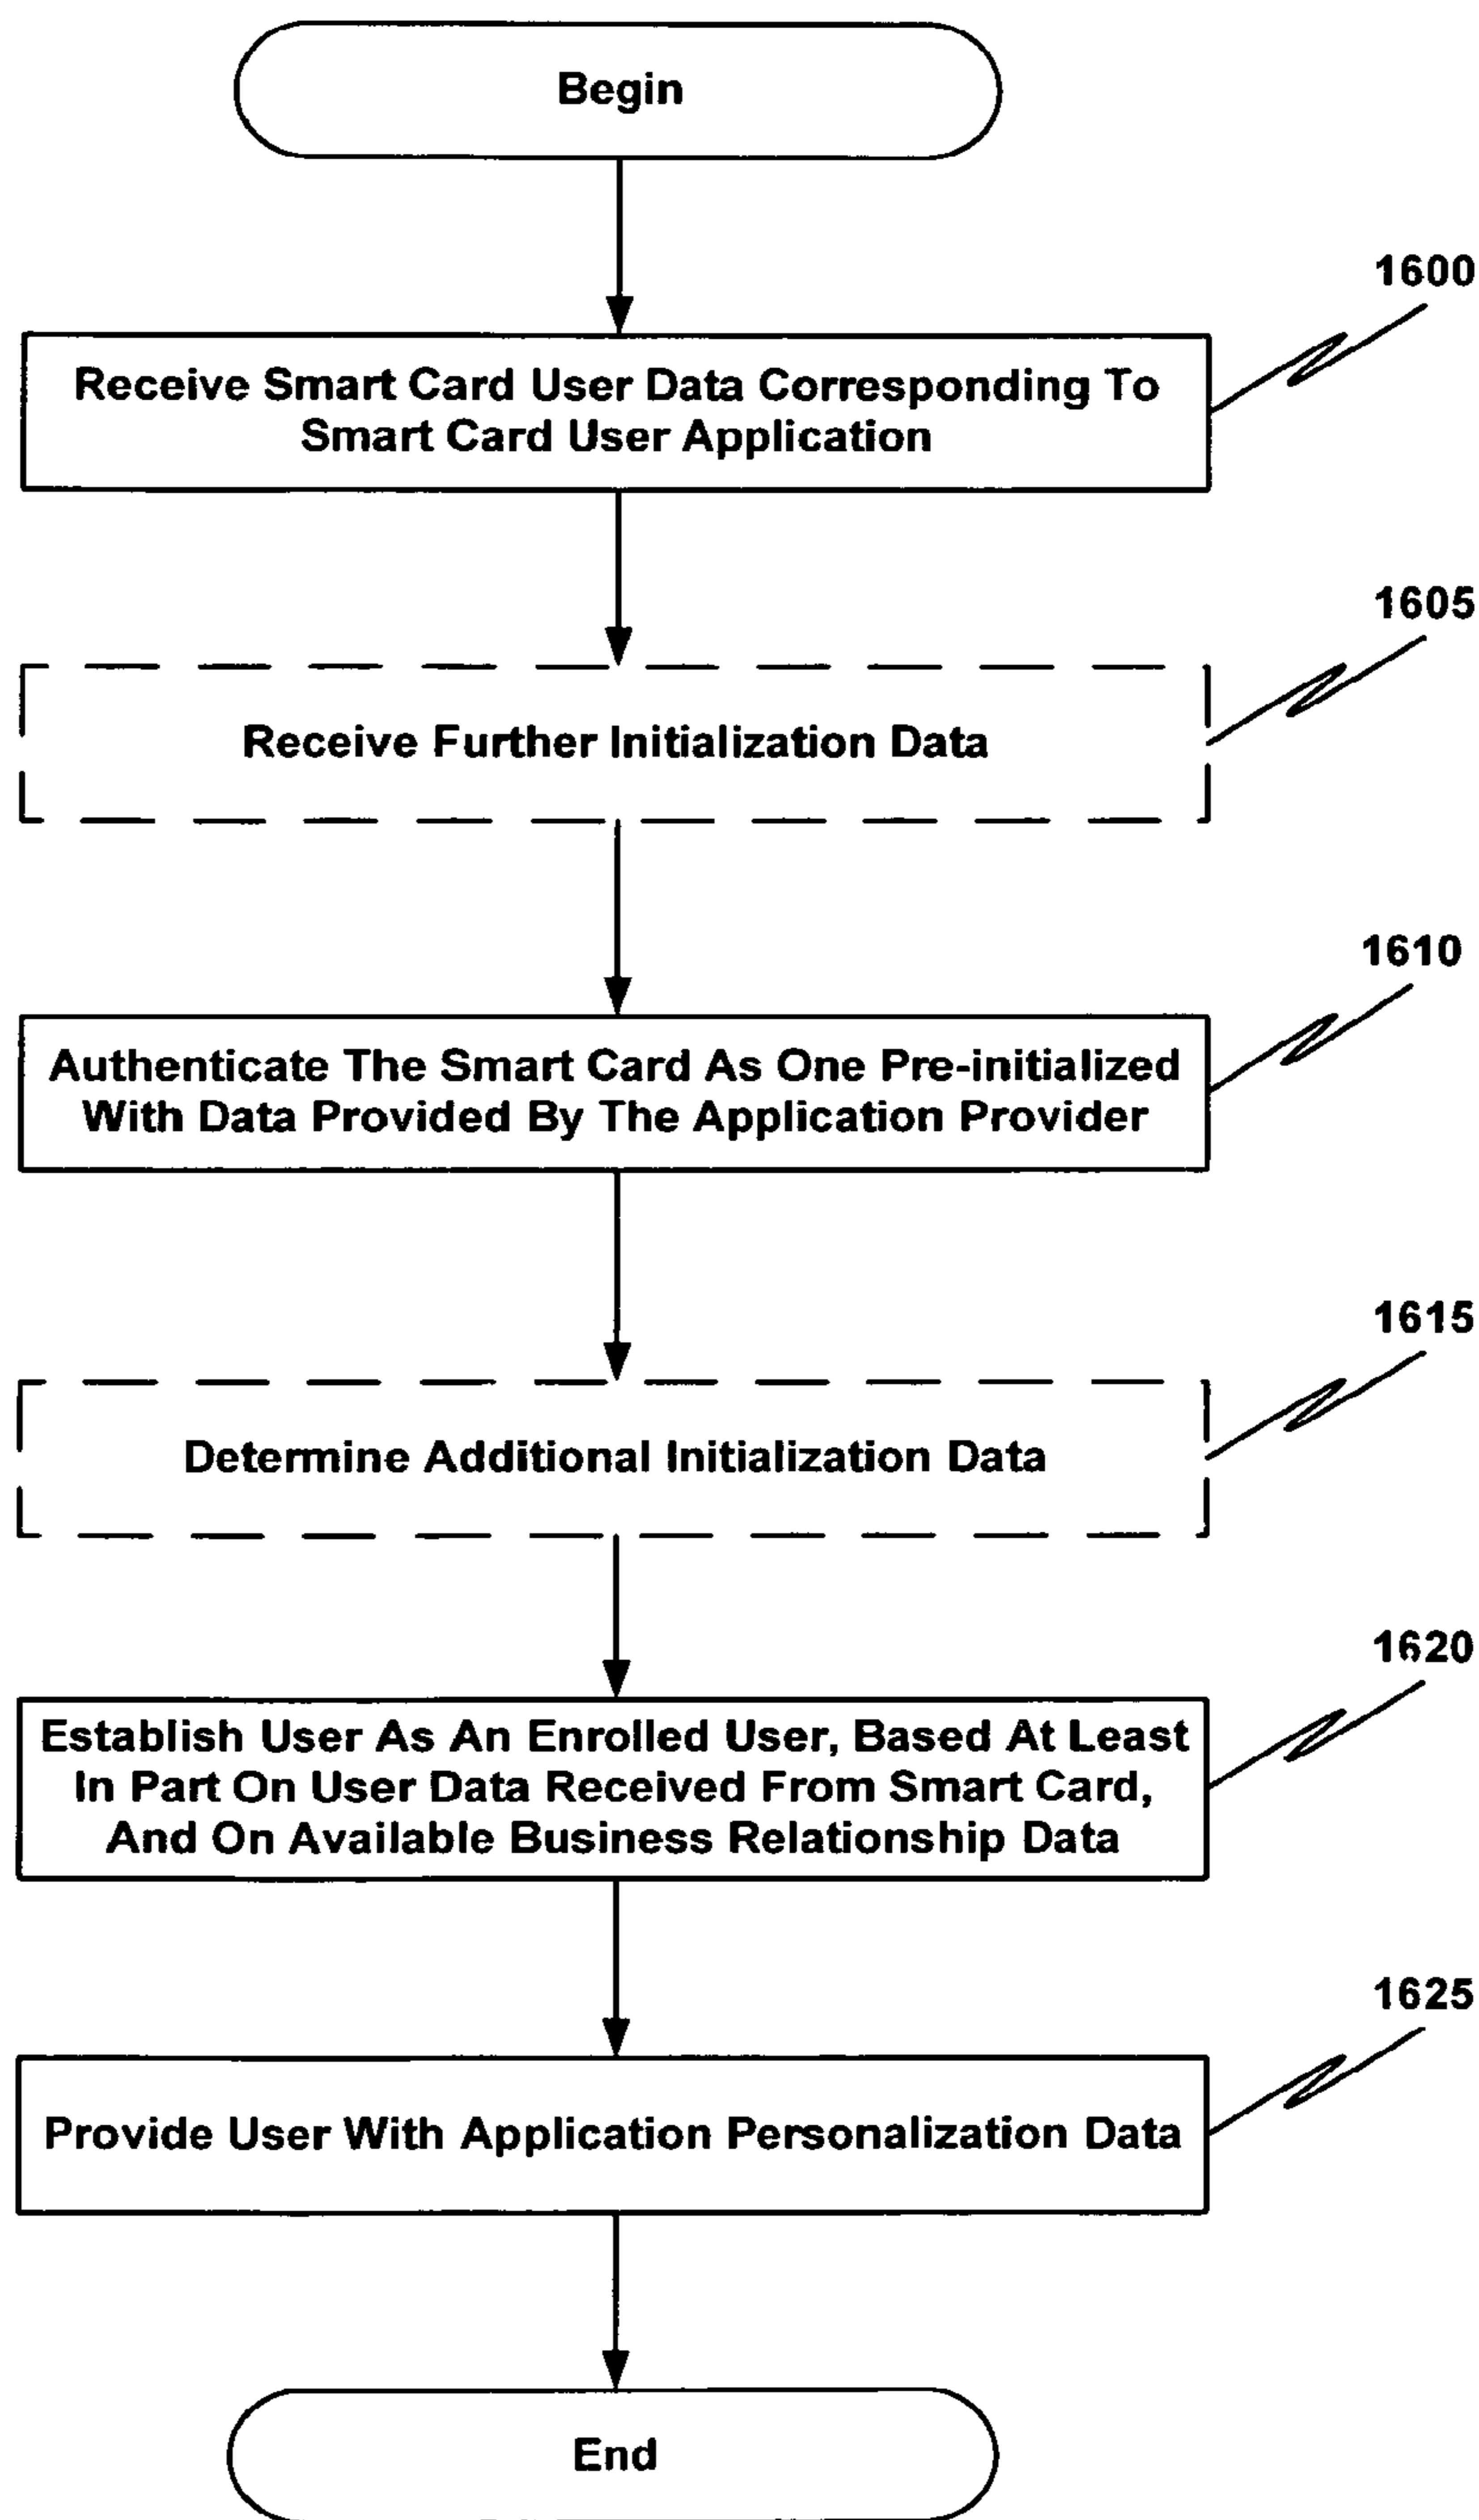 Begin
1600
Receive Smart Card User Data Corresponding To
Smart Card User Application
1605
Receive Further Initialization Data
1610
Authenticate The Smart Card As One Pre-initialized
With Data Provided By The Application Provider
1615
Determine Additional Initialization Data
1620
Establish User As An Enrolled User, Based At Least
In Part On User Data Received From Smart Card,
And On Available Business Relationship Data
1625
Provide User With Application Personalization Data
End